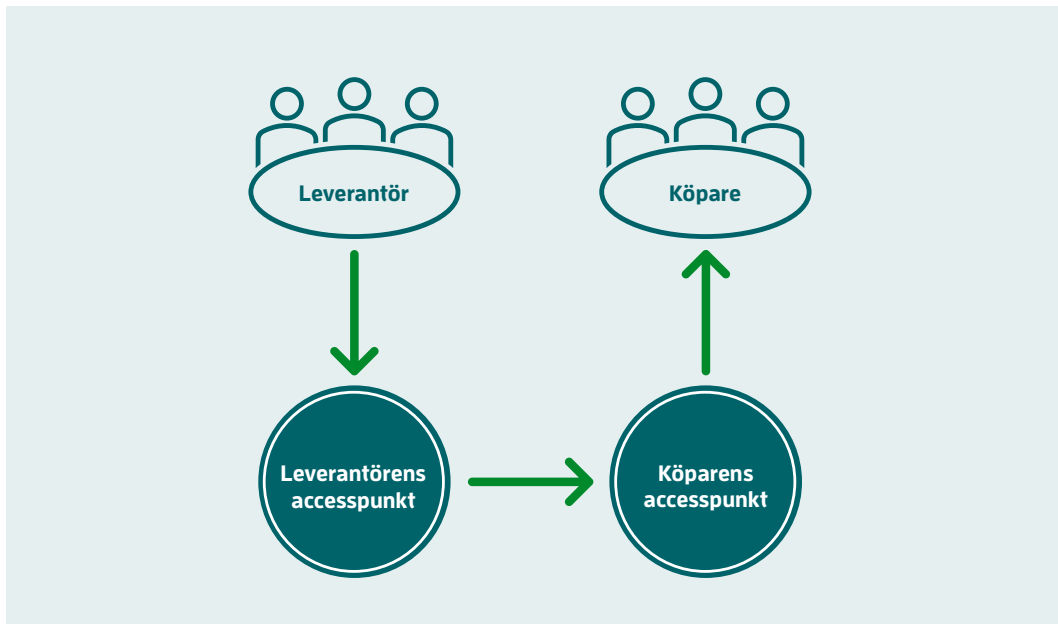 Leverantör
Köpare
Leverantörens
accesspunkt
Köparens
accesspunkt